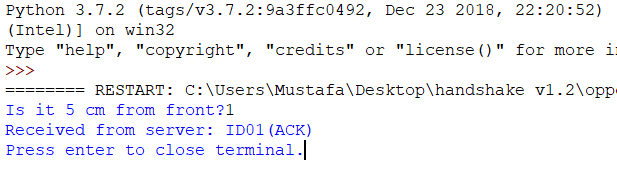 Python 3.7.2 (tags/v3.7.2:9a3ffc0492, Dec 23 2018, 22:20:52)
(Intel)] on win32
Type "help", "copyright", "credits" or "license()" for more
>>>
======== RESTART: C:\Users\Mustafa\Desktop\handshake v1.2\
Is it 5 cm from front?1
Received from server: ID01(ACK)
Press enter to close terminal.